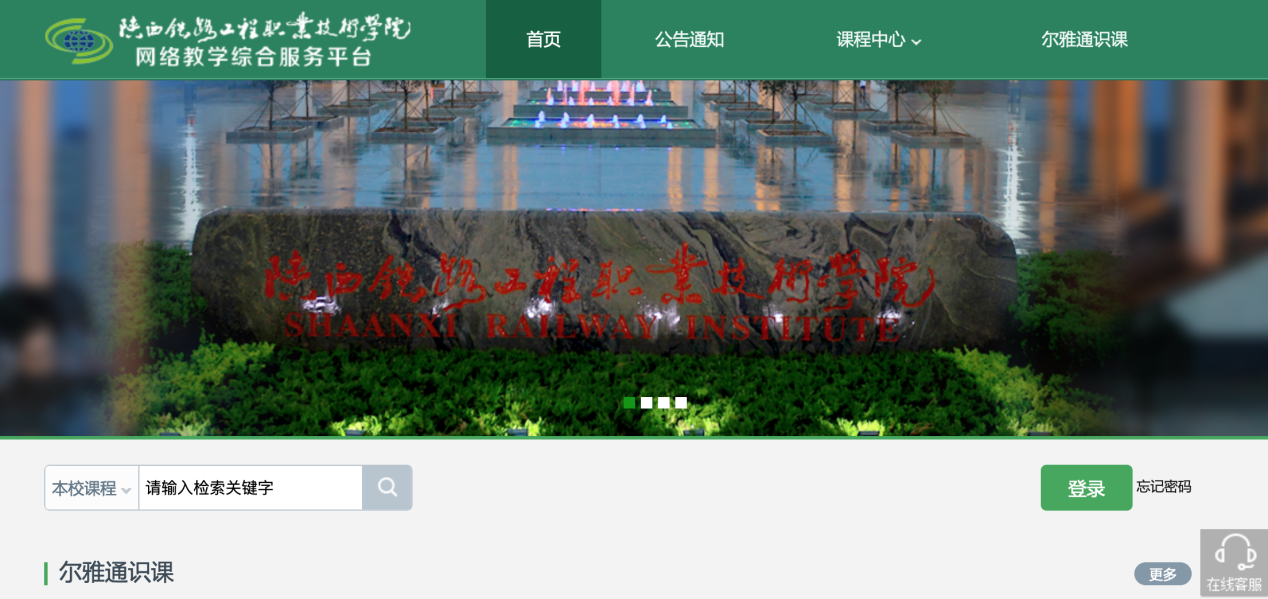 陕西铁路工程职业技術學院
网络教学综合服务平台
首页
公告通知
课程中心
尔雅通识课
陕西铁路工程职业技術學院
SHAANXI RAILWAY INSTITUTE
本校课程
请输入检索关键字
登录
忘记密码
尔雅通识课
更多
在线客服